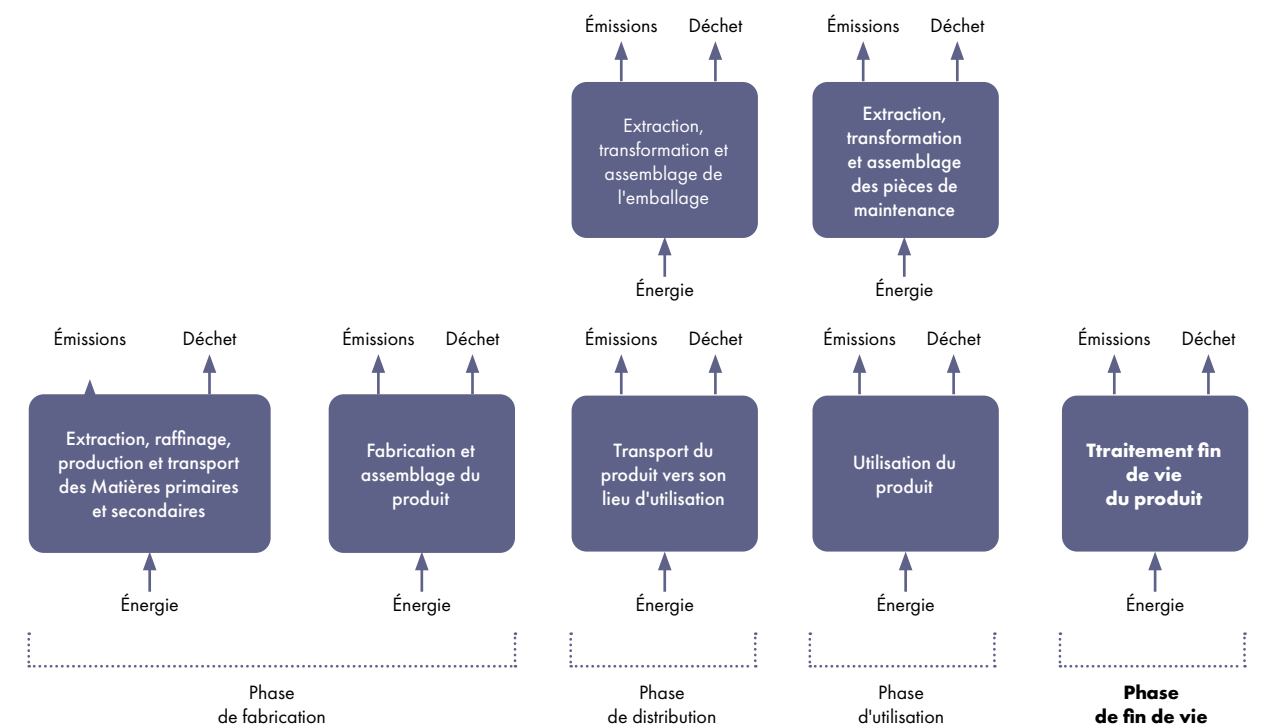 Émissions Déchet Émissions Déchet
Extraction,
transformation et
assemblage de
l'emballage
Extraction,
transformation
et assemblage
des pièces de
maintenance
Énergie Énergie
Émissions Déchet Émissions Déchet Émissions Déchet Émissions Déchet Émissions Déchet
Extraction, raffinage,
production et transport
des Matières primaires
et secondaires
Fabrication et
assemblage du
produit
Transport du
produit vers son
lieu d'utilisation
Utilisation du
produit
Ttraitement fin
de vie
du produit
Énergie Énergie Énergie Énergie Énergie
Phase
de fabrication
Phase
de distribution
Phase
d'utilisation
Phase
de fin de vie